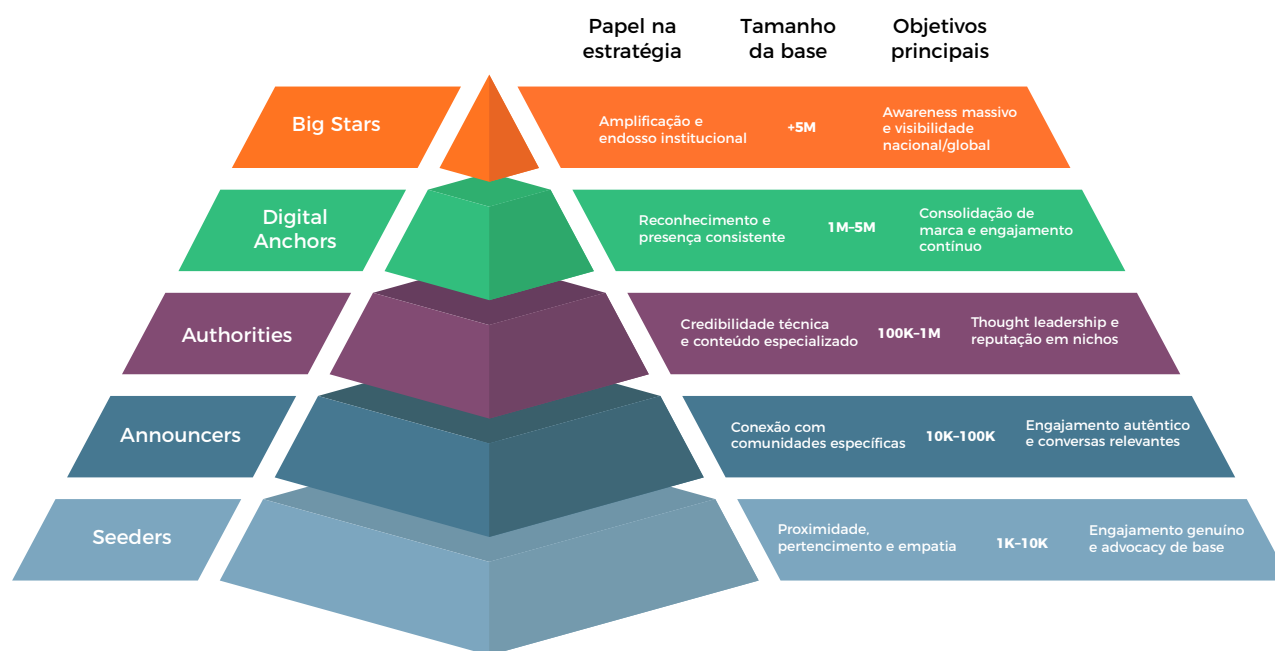 Papel na
estratégia
Tamanho
da base
Objetivos
principais
Big Stars
Amplificação e
endosso institucional
+5M
Awareness massivo
e visibilidade
nacional/global
Digital
Anchors
Reconhecimento e
presença consistente
1M–5M
Consolidação de
marca e engajamento
contínuo
Authorities
Credibilidade técnica
e conteúdo especializado
100K–1M
Thought leadership e
reputação em nichos
Announcers
Conexão com
comunidades específicas
10K–100K
Engajamento autêntico
e conversas relevantes
Seeders
Proximidade,
pertencimento e empatia
1K–10K
Engajamento genuíno
e advocacy de base